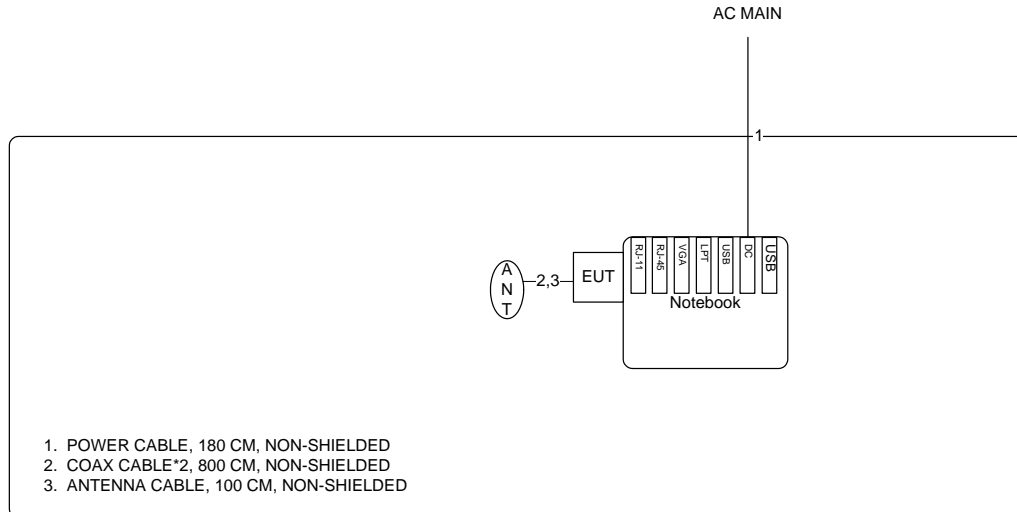 AC MAIN
1
RJ-11
RJ-45
VGA
LPT
USB
DC
USB
ANT
2,3
EUT
Notebook
1. POWER CABLE, 180 CM, NON-SHIELDED
2. COAX CABLE*2, 800 CM, NON-SHIELDED
3. ANTENNA CABLE, 100 CM, NON-SHIELDED